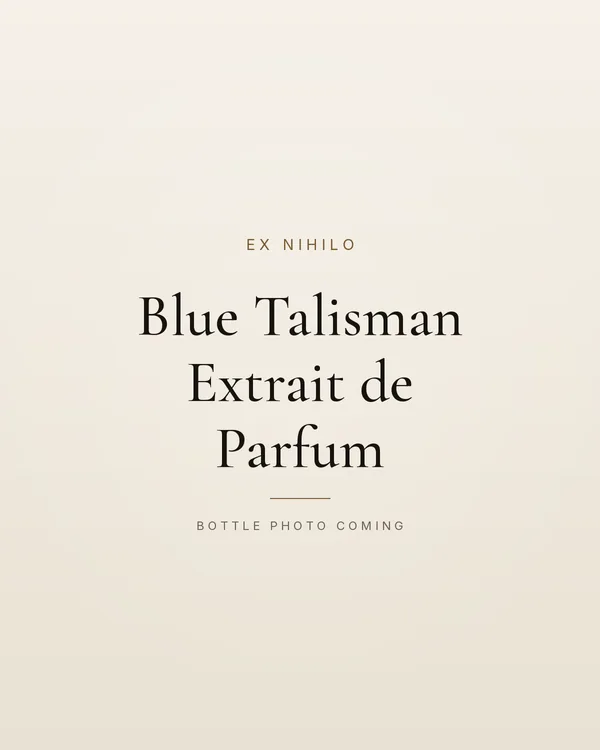 EX NIHILO
Blue Talisman
Extrait de
Parfum
BOTTLE PHOTO COMING